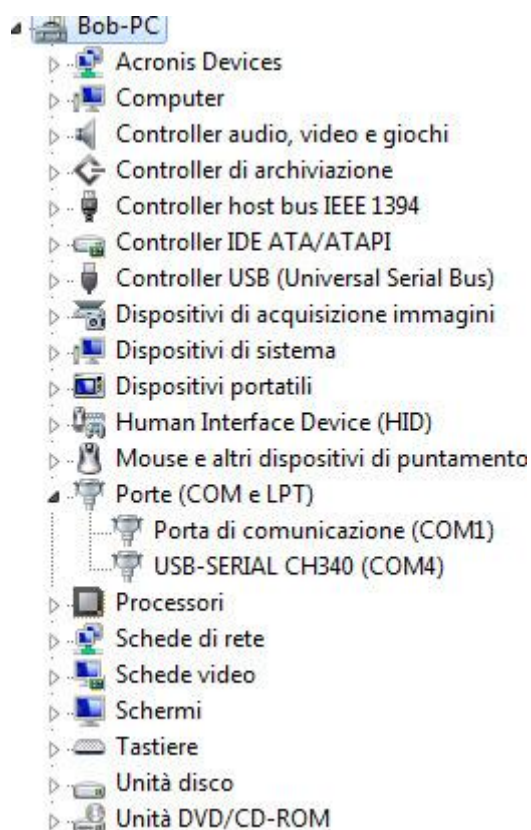 Bob-PC
Acronis Devices
Computer
Controller audio, video e giochi
Controller di archiviazione
Controller host bus IEEE 1394
Controller IDE ATA/ATAPI
Controller USB (Universal Serial Bus)
Dispositivi di acquisizione immagini
Dispositivi di sistema
Dispositivi portatili
Human Interface Device (HID)
Mouse e altri dispositivi di puntamento
Porte (COM e LPT)
Porta di comunicazione (COM1)
USB-SERIAL CH340 (COM4)
Processori
Schede di rete
Schede video
Schermi
Tastiere
Unità disco
Unità DVD/CD-ROM